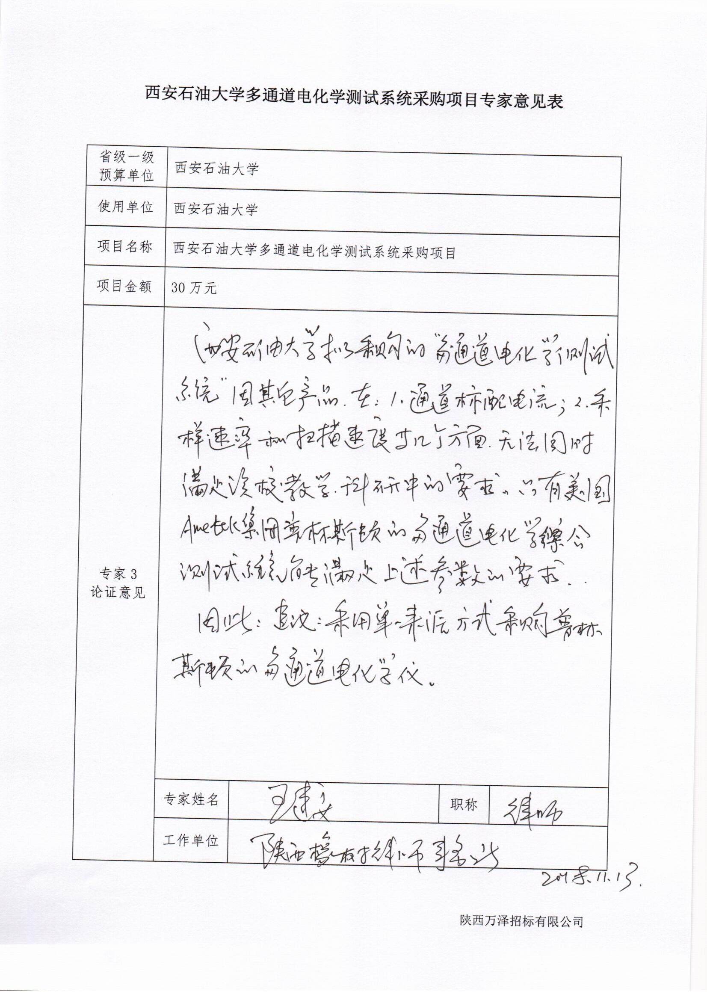 西安石油大学多通道电化学测试系统采购项目专家意见表
省级一级
预算单位
西安石油大学
使用单位
西安石油大学
项目名称
西安石油大学多通道电化学测试系统采购项目
项目金额
30万元
专家3
论证意见
西安石油大学拟采购的"多通道电化学测试
系统"因其它产品.在:1.通道标配电流;2.采
样速率和扫描速度等几个方面.无法同时
满足该校教学.科研中的要求。只有美国
Ametek集团普林斯顿的多通道电化学综合
测试系统能满足上述参数的要求.
因此:建议:采用单一来源方式采购普林
斯顿的多通道电化学仪。
专家姓名
王建文
职称
律师
工作单位
陕西律师事务所
2018.11.13.
陕西万泽招标有限公司